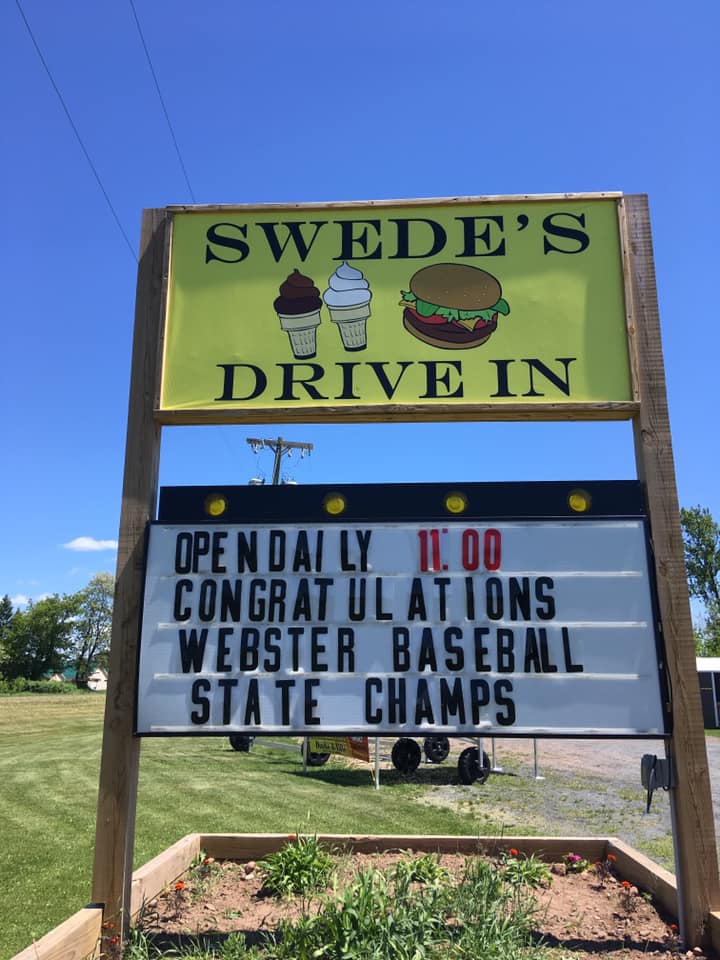 SWEDE'S
DRIVE IN
OPEN DAILY 11:00
CONGRATULATIONS
WEBSTER BASEBALL
STATE CHAMPS